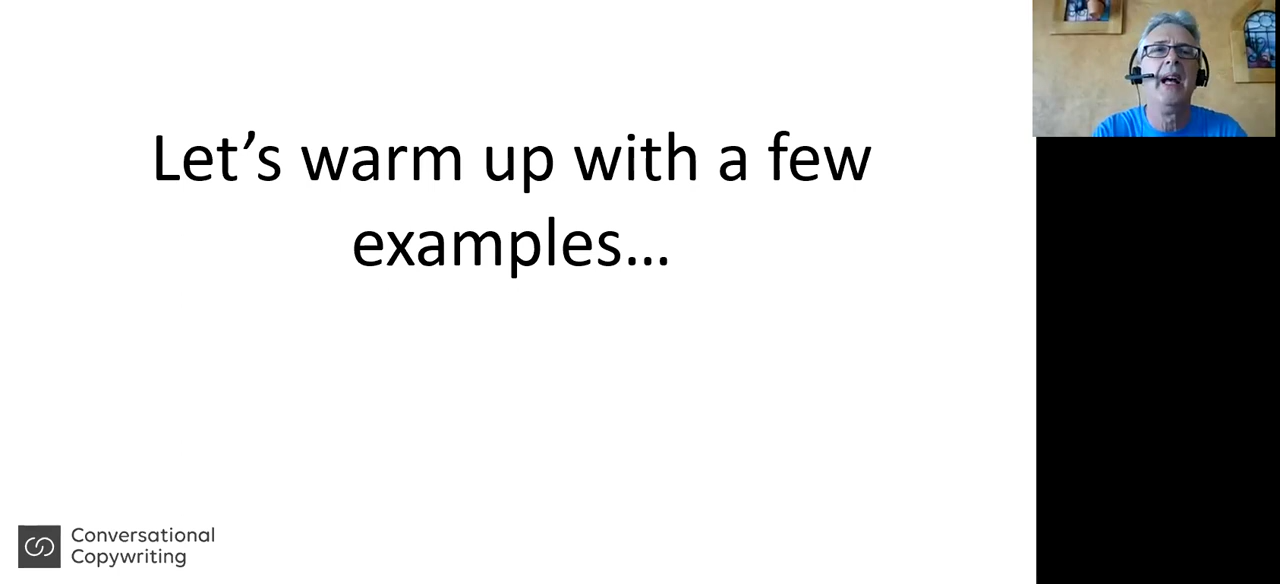 Let’s warm up with a few
examples…
Conversational
Copywriting